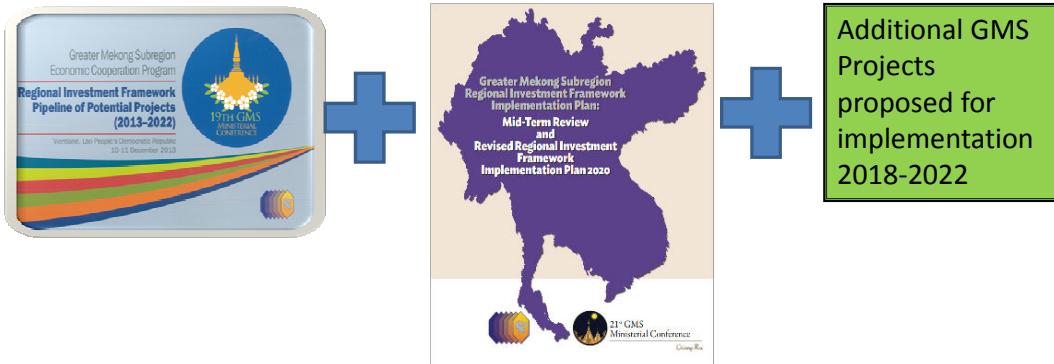 Greater Mekong Subregion
Economic Cooperation Program
Regional Investment Framework
Pipeline of Potential Projects
(2013–2022)
Vientiane, Lao People's Democratic Republic
10-11 December 2013
19TH GMS
MINISTERIAL
CONFERENCE
Greater Mekong Subregion
Regional Investment Framework
Implementation Plan:
Mid-Term Review
and
Revised Regional Investment
Framework
Implementation Plan 2020
21st GMS
Ministerial Conference
Additional GMS
Projects
proposed for
implementation
2018-2022